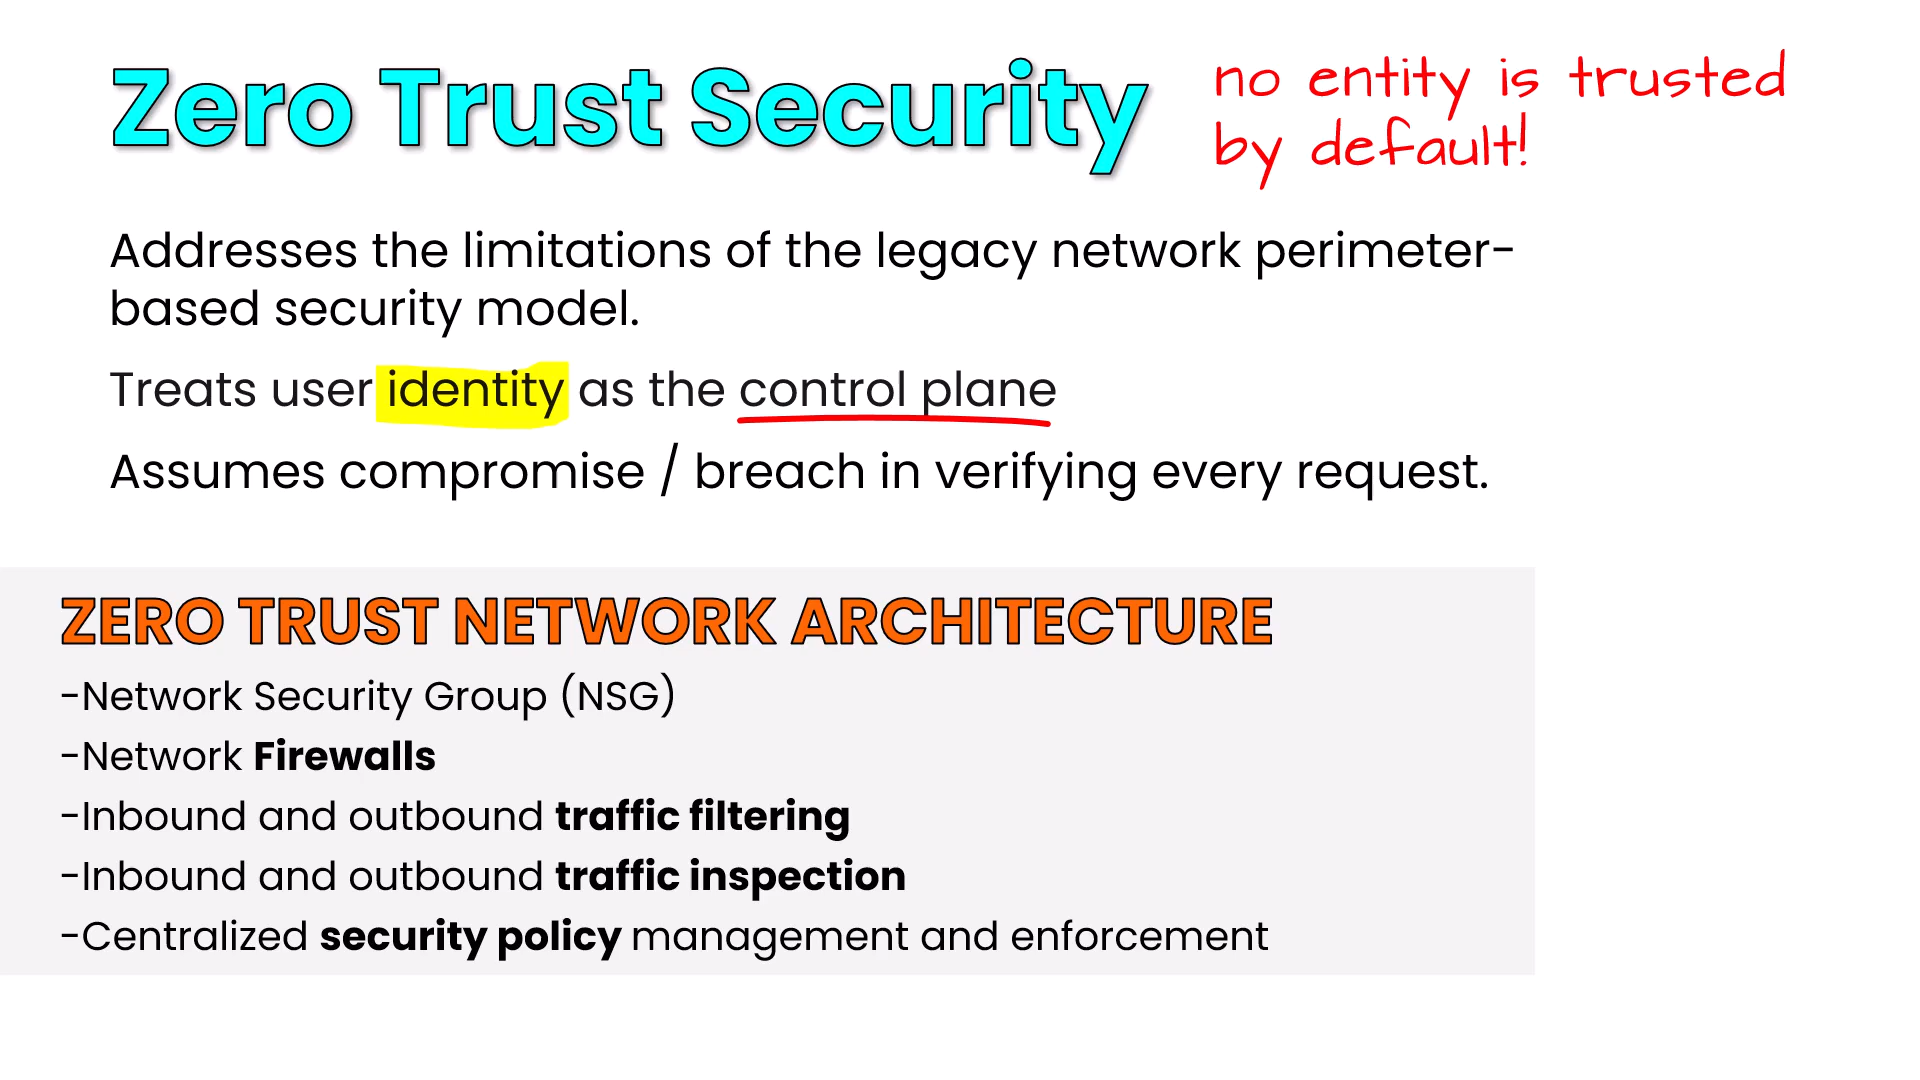 Zero Trust Security
no entity is trusted
by default!
Addresses the limitations of the legacy network perimeter-
based security model.
Treats user identity as the control plane
Assumes compromise / breach in verifying every request.
ZERO TRUST NETWORK ARCHITECTURE
-Network Security Group (NSG)
-Network Firewalls
-Inbound and outbound traffic filtering
-Inbound and outbound traffic inspection
-Centralized security policy management and enforcement